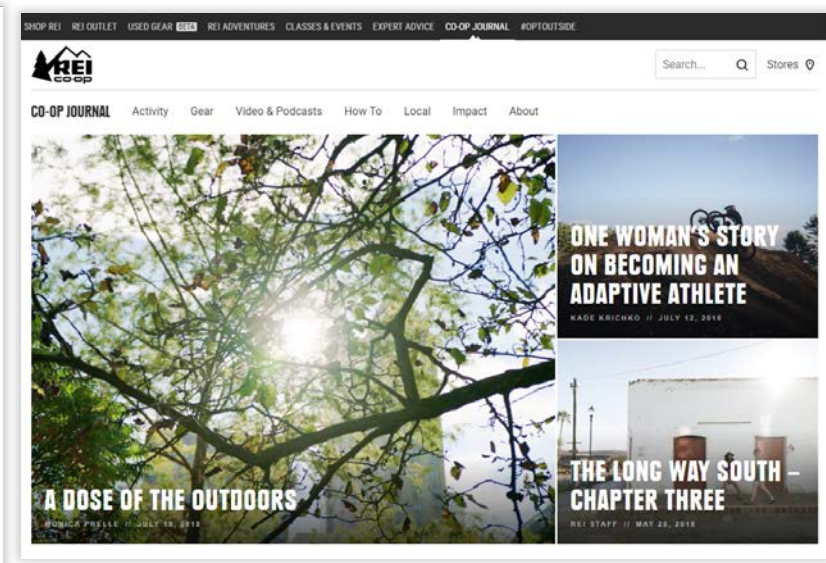 SHOP REI REI OUTLET USED GEAR BETA REI ADVENTURES CLASSES & EVENTS EXPERT ADVICE CO-OP JOURNAL #OPTOUTSIDE
REI
CO-OP
Search...
Stores
CO-OP JOURNAL Activity Gear Video & Podcasts How To Local Impact About
A DOSE OF THE OUTDOORS
MONICA PRELLE // JULY 19, 2018
ONE WOMAN'S STORY
ON BECOMING AN
ADAPTIVE ATHLETE
KADE KRICHKO // JULY 12, 2018
THE LONG WAY SOUTH –
CHAPTER THREE
REI STAFF // MAY 28, 2018